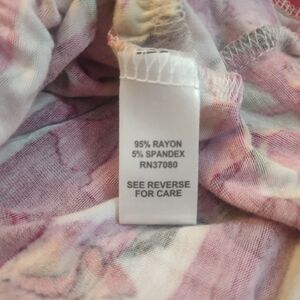 95% RAYON
5% SPANDEX
RN37080
SEE REVERSE
FOR CARE